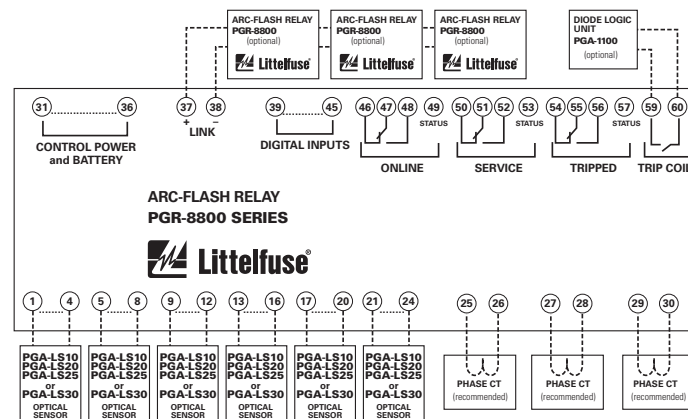 ARC-FLASH RELAY
PGR-8800
(optional)
Littelfuse
ARC-FLASH RELAY
PGR-8800
(optional)
Littelfuse
ARC-FLASH RELAY
PGR-8800
(optional)
Littelfuse
DIODE LOGIC
UNIT
PGA-1100
(optional)
31 36 37 38 39 45 46 47 48 49 50 51 52 53 54 55 56 57 59 60
+ –
LINK
STATUS
STATUS
STATUS
CONTROL POWER
and BATTERY
DIGITAL INPUTS
ONLINE
SERVICE
TRIPPED
TRIP COIL
ARC-FLASH RELAY
PGR-8800 SERIES
Littelfuse®
1 4 5 8 9 12 13 16 17 20 21 24 25 26 27 28 29 30
PGA-LS10
PGA-LS20
PGA-LS25
or
PGA-LS30
OPTICAL
SENSOR
PGA-LS10
PGA-LS20
PGA-LS25
or
PGA-LS30
OPTICAL
SENSOR
PGA-LS10
PGA-LS20
PGA-LS25
or
PGA-LS30
OPTICAL
SENSOR
PGA-LS10
PGA-LS20
PGA-LS25
or
PGA-LS30
OPTICAL
SENSOR
PGA-LS10
PGA-LS20
PGA-LS25
or
PGA-LS30
OPTICAL
SENSOR
PGA-LS10
PGA-LS20
PGA-LS25
or
PGA-LS30
OPTICAL
SENSOR
PHASE CT
(recommended)
PHASE CT
(recommended)
PHASE CT
(recommended)